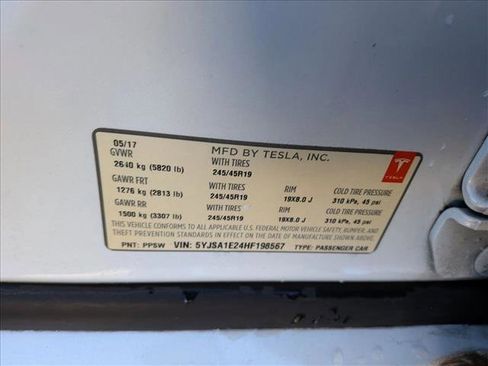 05/17 MFD BY TESLA, INC.
GVWR WITH TIRES
2640 kg (5820 lb) 245/45R19
GAWR FRT WITH TIRES RIM COLD TIRE PRESSURE
1276 kg (2813 lb) 245/45R19 19X8.0 J 310 kPa, 45 psi
GAWR RR WITH TIRES RIM COLD TIRE PRESSURE
1500 kg (3307 lb) 245/45R19 19X8.0 J 310 kPa, 45 psi
THIS VEHICLE CONFORMS TO ALL APPLICABLE U.S. FEDERAL MOTOR VEHICLE SAFETY, BUMPER, AND
THEFT PREVENTION STANDARDS IN EFFECT ON THE DATE OF MANUFACTURE SHOWN ABOVE.
PNT: PPSW VIN: 5YJSA1E24HF198567 TYPE: PASSENGER CAR
TESLA